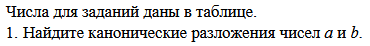 Числа для заданий даны в таблице.
1. Найдите канонические разложения чисел a и b.